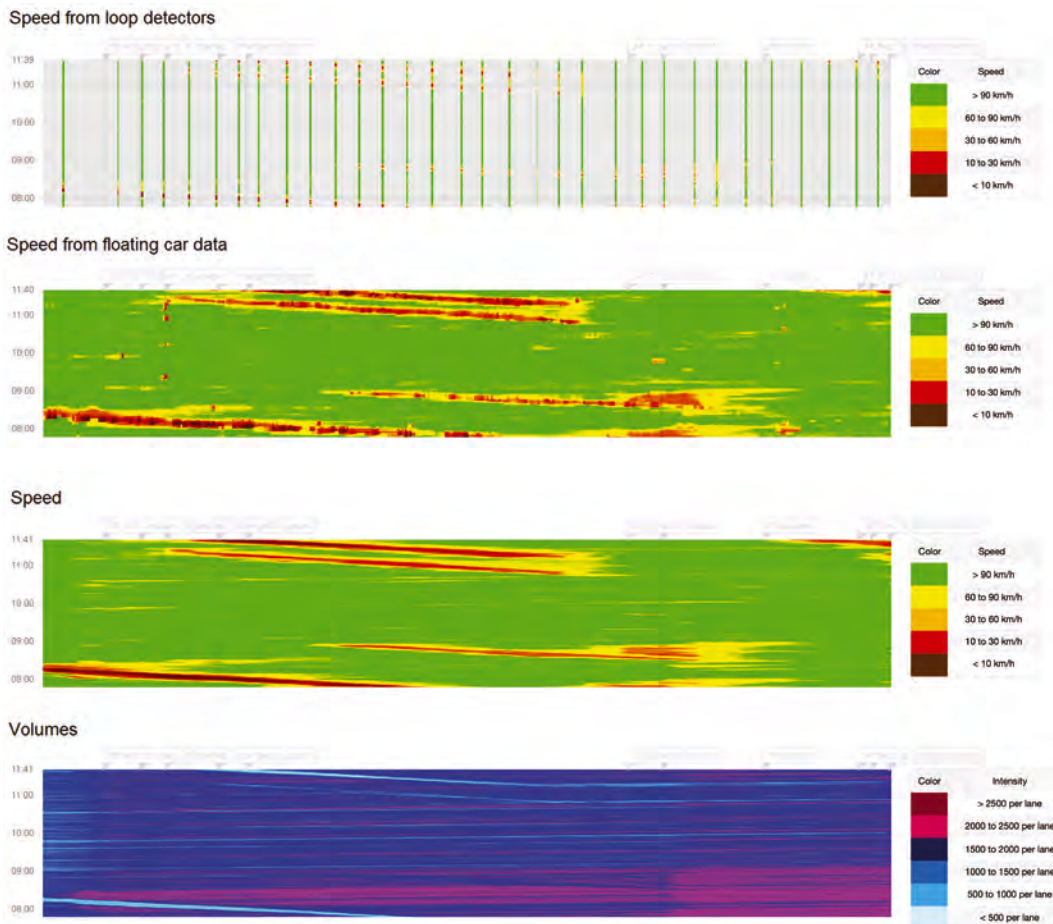 Speed from loop detectors
11:39
11:00
10:00
09:00
08:00
Color Speed
> 90 km/h
60 to 90 km/h
30 to 60 km/h
10 to 30 km/h
< 10 km/h
Speed from floating car data
11:40
11:00
10:00
09:00
08:00
Color Speed
> 90 km/h
60 to 90 km/h
30 to 60 km/h
10 to 30 km/h
< 10 km/h
Speed
11:41
11:00
10:00
09:00
08:00
Color Speed
> 90 km/h
60 to 90 km/h
30 to 60 km/h
10 to 30 km/h
< 10 km/h
Volumes
11:41
11:00
10:00
09:00
08:00
Color Intensity
> 2500 per lane
2000 to 2500 per lane
1500 to 2000 per lane
1000 to 1500 per lane
500 to 1000 per lane
< 500 per lane